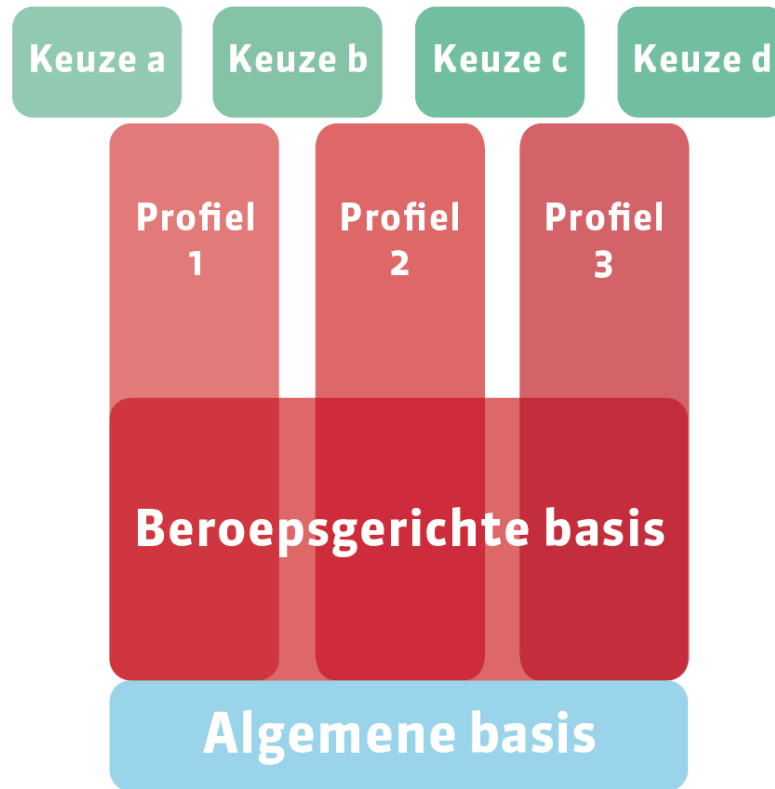 Keuze a
Keuze b
Keuze c
Keuze d
Profiel
1
Profiel
2
Profiel
3
Beroepsgerichte basis
Algemene basis